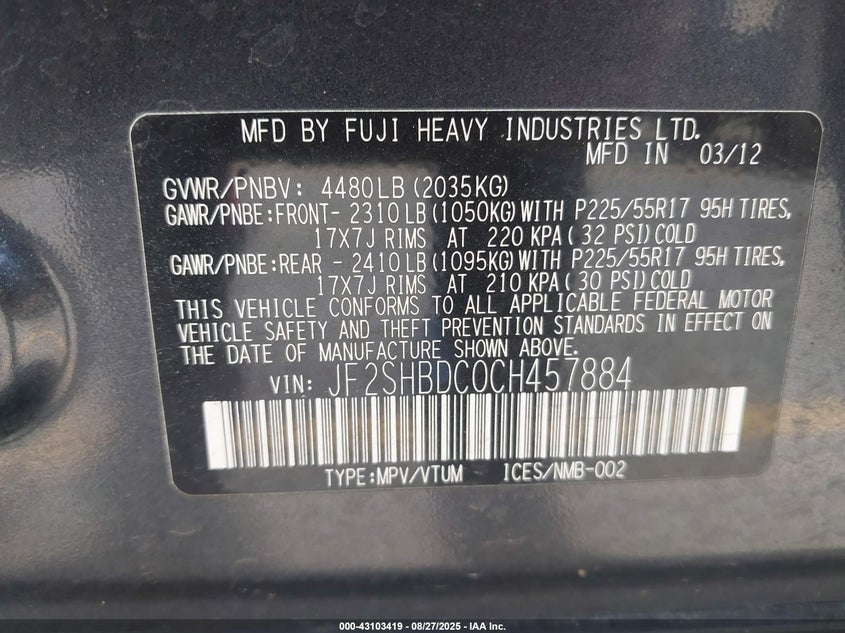 MFD BY FUJI HEAVY INDUSTRIES LTD.
MFD IN 03/12
GVWR/PNBV: 4480LB(2035KG)
GAWR/PNBE:FRONT- 2310LB(1050KG)WITH P225/55R17 95H TIRES,
17X7J RIMS AT 220 KPA( 32 PSI)COLD
GAWR/PNBE:REAR - 2410LB(1095KG)WITH P225/55R17 95H TIRES,
17X7J RIMS AT 210 KPA(30 PSI)COLD
THIS VEHICLE CONFORMS TO ALL APPLICABLE FEDERAL MOTOR
VEHICLE SAFETY AND THEFT PREVENTION STANDARDS IN EFFECT ON
THE DATE OF MANUFACTURE SHOWN ABOVE.
VIN: JF2SHBDC0CH457884
TYPE:MPV/VTUM ICES/NMB-002
000-43103419 - 08/27/2025 - IAA Inc.